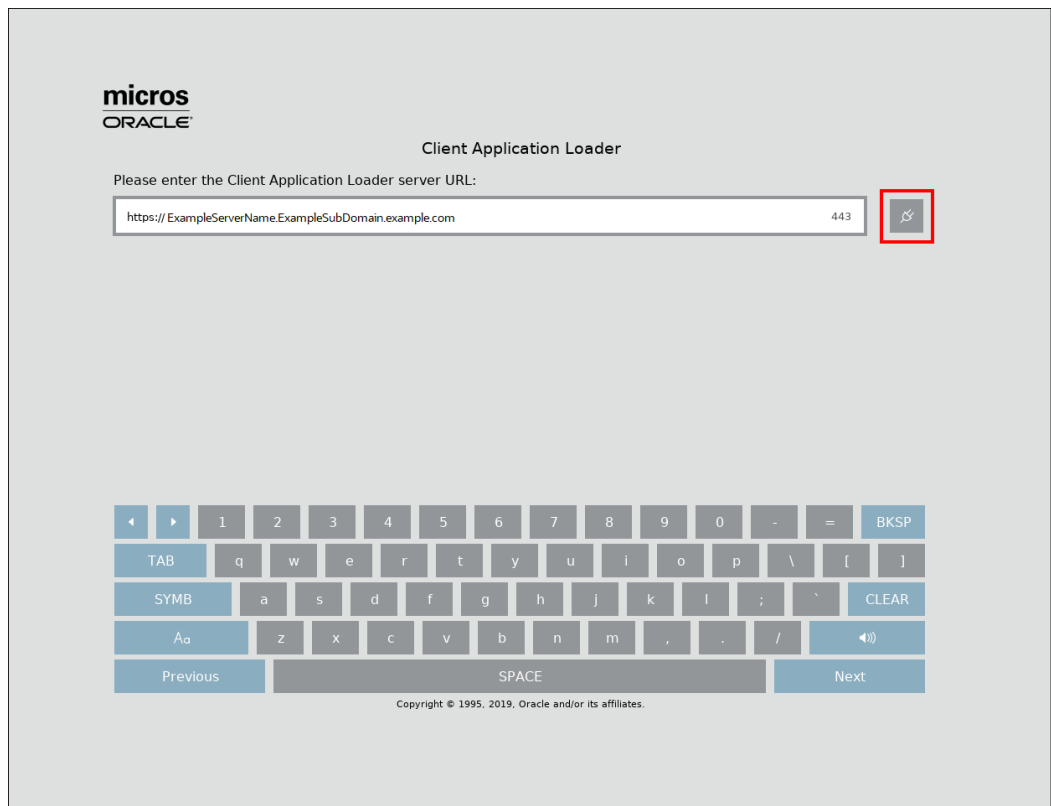 micros
ORACLE®
Client Application Loader
Please enter the Client Application Loader server URL:
https:// ExampleServerName.ExampleSubDomain.example.com 443
1 2 3 4 5 6 7 8 9 0 - = BKSP
TAB q w e r t y u i o p \ [ ]
SYMB a s d f g h j k l ; ` CLEAR
Aa z x c v b n m , . /
Previous SPACE Next
Copyright © 1995, 2019, Oracle and/or its affiliates.